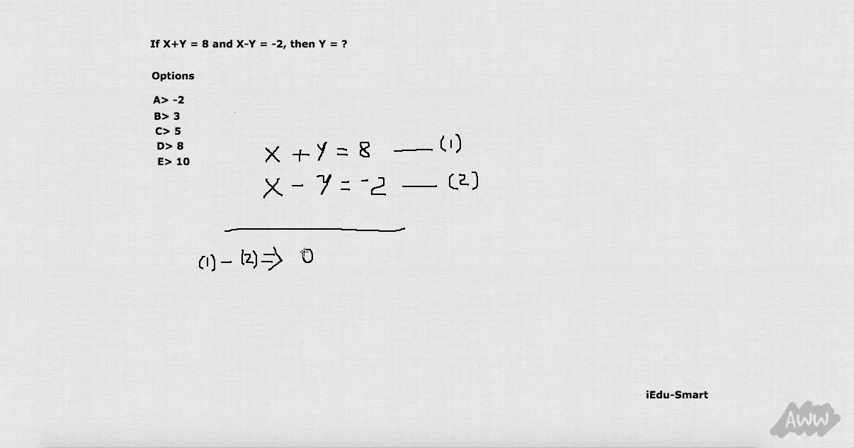 If X+Y = 8 and X-Y = -2, then Y = ?
Options
A> -2
B> 3
C> 5
D> 8
E> 10
X + Y = 8 — (1)
X - Y = -2 — (2)
(1) - (2) ⇒ 0
iEdu-Smart
AWW